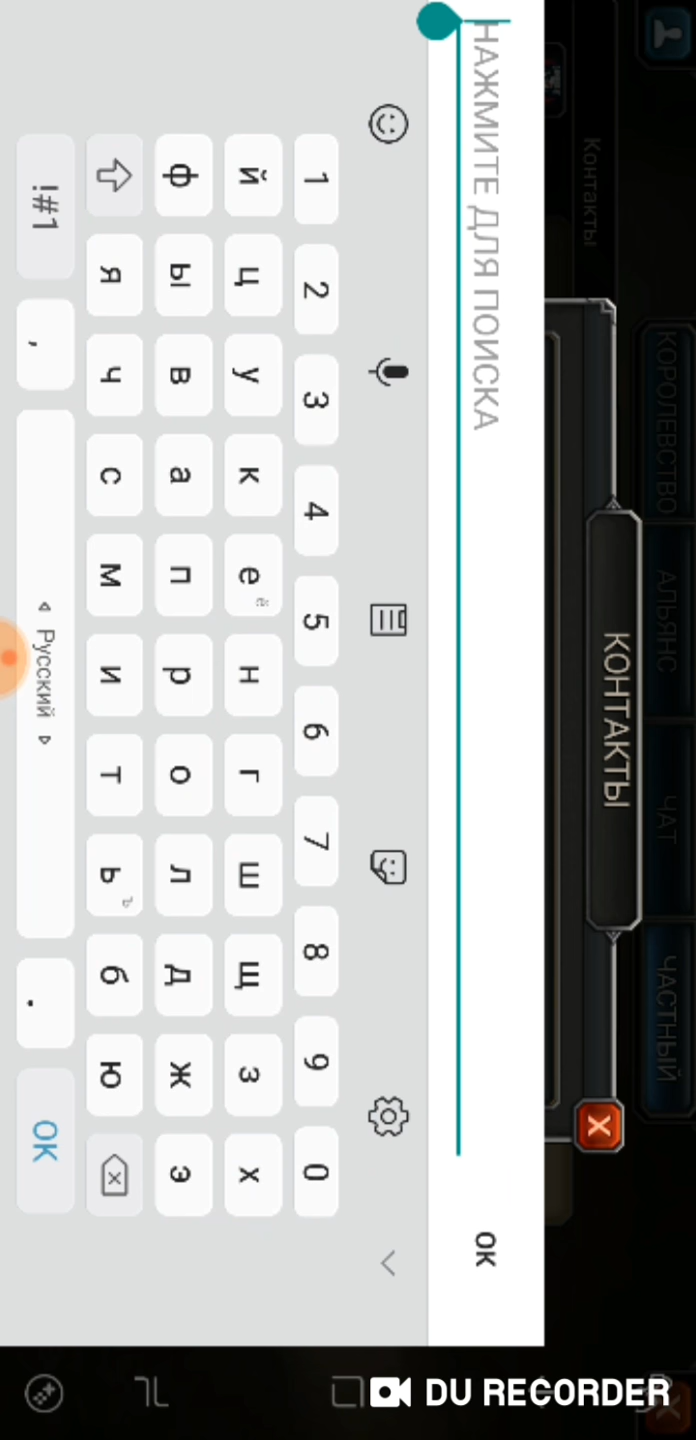 КОРОЛЕВСТВО
АЛЬЯНС
ЧАТ
ЧАСТНЫЙ
Контакты
КОНТАКТЫ
X
НАЖМИТЕ ДЛЯ ПОИСКА
ОК
1 2 3 4 5 6 7 8 9 0
й ц у к е ё н г ш щ з х
ф ы в а п р о л д ж э
я ч с м и т ь ъ б ю
!#1 , Русский . OK
DU RECORDER